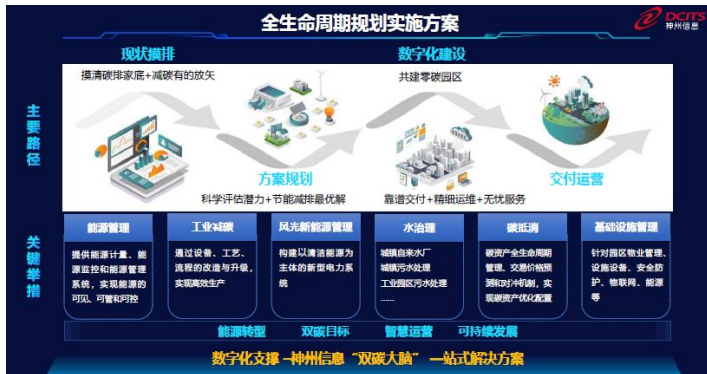 全生命周期规划实施方案
DCITS
神州信息
现状摸排
数字化建设
摸清碳排家底+减碳有的放矢
共建零碳园区
主要路径
方案规划
交付运营
科学评估潜力+节能减排最优解
靠谱交付+精细运维+无忧服务
关键举措
能源管理
提供能源计量、能
源监控和能源管理
系统，实现能源的
可见、可管和可控
工业减碳
通过设备、工艺、
流程的改造与升级，
实现高效生产
风光新能源管理
构建以清洁能源为
主体的新型电力系
统
水治理
城镇自来水厂
城镇污水处理
工业园区污水处理
……
碳抵消
碳资产全生命周期
管理、交易价格预
测和对冲机制，实
现碳资产优化配置
基础设施管理
针对园区物业管理、
设施设备、安全防
护、物联网、能源
等
能源转型 双碳目标 智慧运营 可持续发展
数字化支撑 –神州信息“双碳大脑” 一站式解决方案